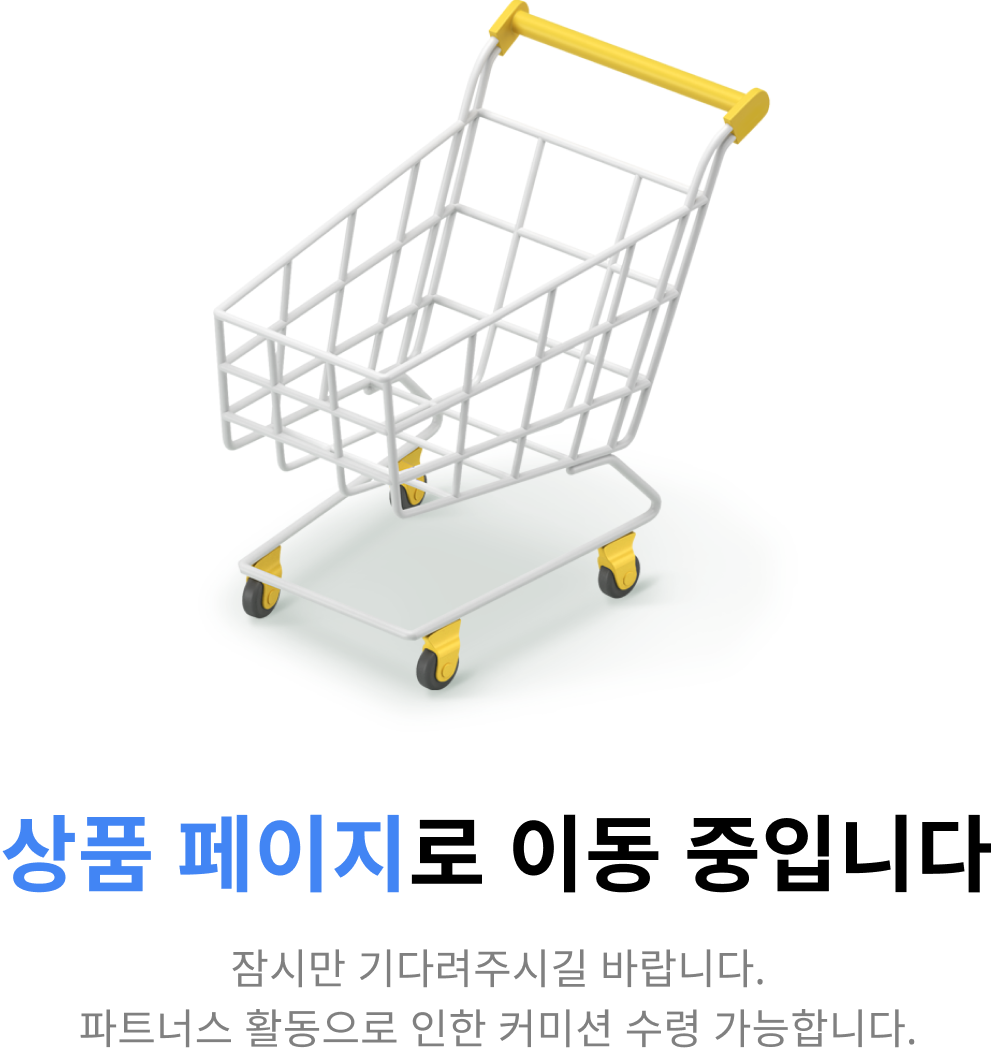 상품 페이지로 이동 중입니다
잠시만 기다려주시길 바랍니다.
파트너스 활동으로 인한 커미션 수령 가능합니다.